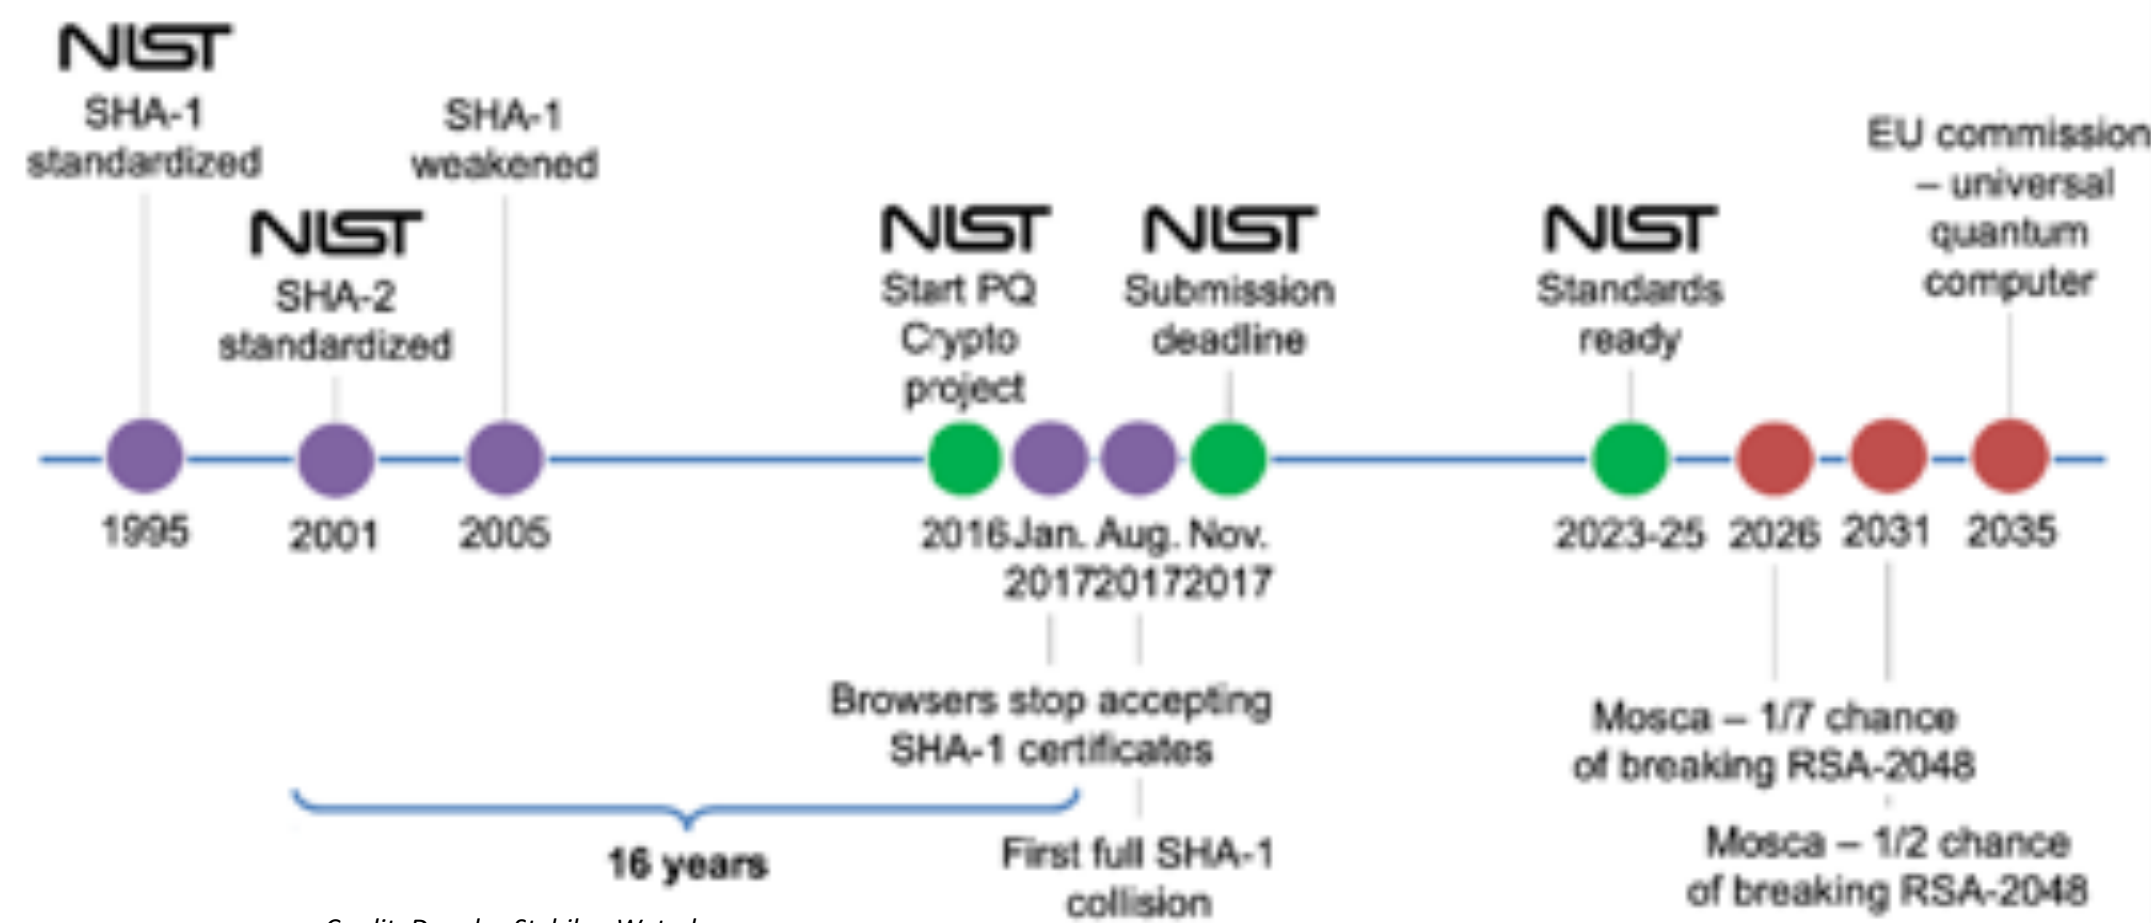 NIST
SHA-1
standardized
NIST
SHA-2
standardized
SHA-1
weakened
NIST
Start PQ
Crypto
project
NIST
Submission
deadline
NIST
Standards
ready
EU commission
– universal
quantum
computer
1995
2001
2005
2016
Jan.
2017
Aug.
2017
Nov.
2017
2023-25
2026
2031
2035
Browsers stop accepting
SHA-1 certificates
16 years
First full SHA-1
collision
Mosca – 1/7 chance
of breaking RSA-2048
Mosca – 1/2 chance
of breaking RSA-2048